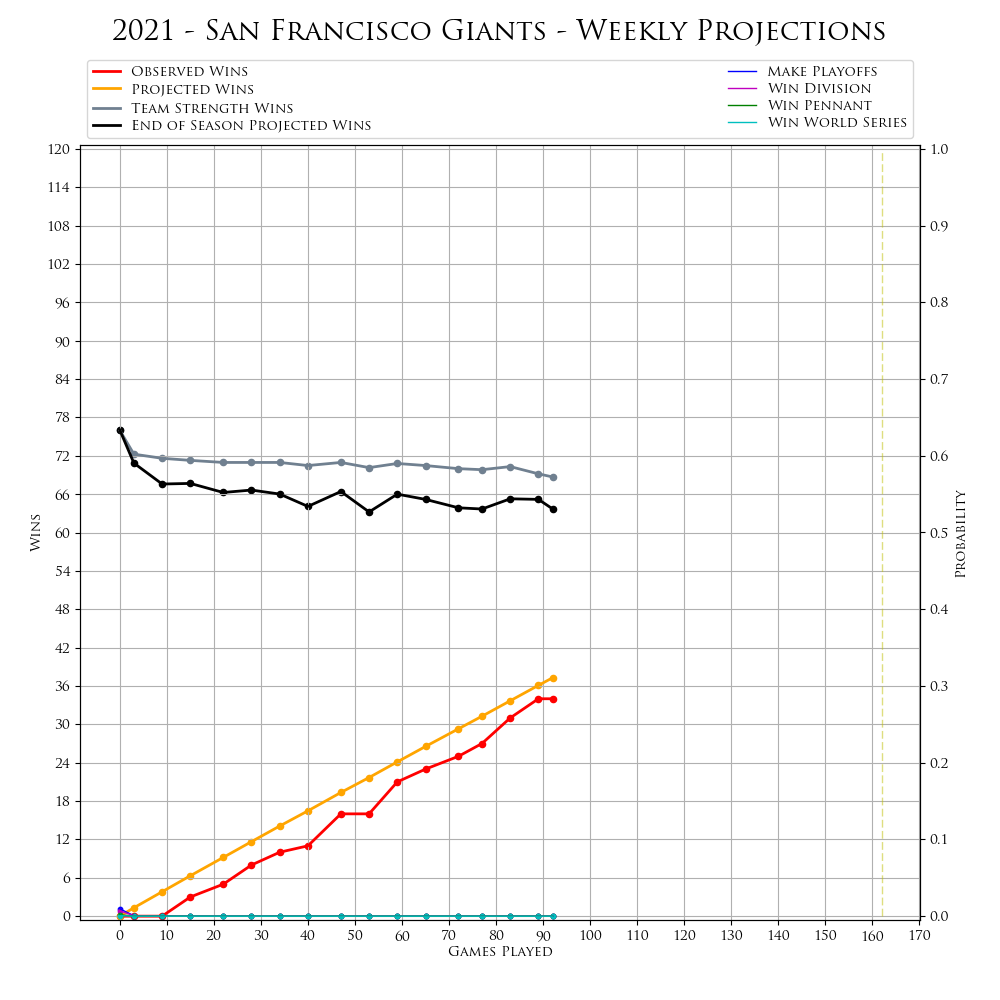 2021 - San Francisco Giants - Weekly Projections
Observed Wins
Projected Wins
Team Strength Wins
End of Season Projected Wins
Make Playoffs
Win Division
Win Pennant
Win World Series
120
114
108
102
96
90
84
78
72
66
60
54
48
42
36
30
24
18
12
6
0
Wins
1.0
0.9
0.8
0.7
0.6
0.5
0.4
0.3
0.2
0.1
0.0
Probability
0 10 20 30 40 50 60 70 80 90 100 110 120 130 140 150 160 170
Games Played